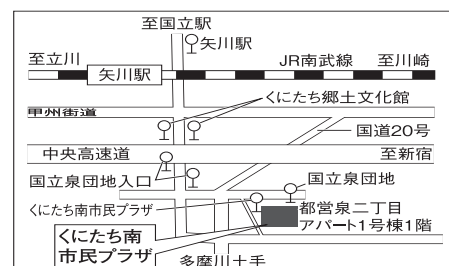 至国立駅
矢川駅
至立川
矢川駅
JR南武線
至川崎
くにたち郷土文化館
甲州街道
国道20号
中央高速道
至新宿
国立泉団地入口
国立泉団地
くにたち南市民プラザ
都営泉二丁目
アパート1号棟1階
くにたち南
市民プラザ
多摩川土手